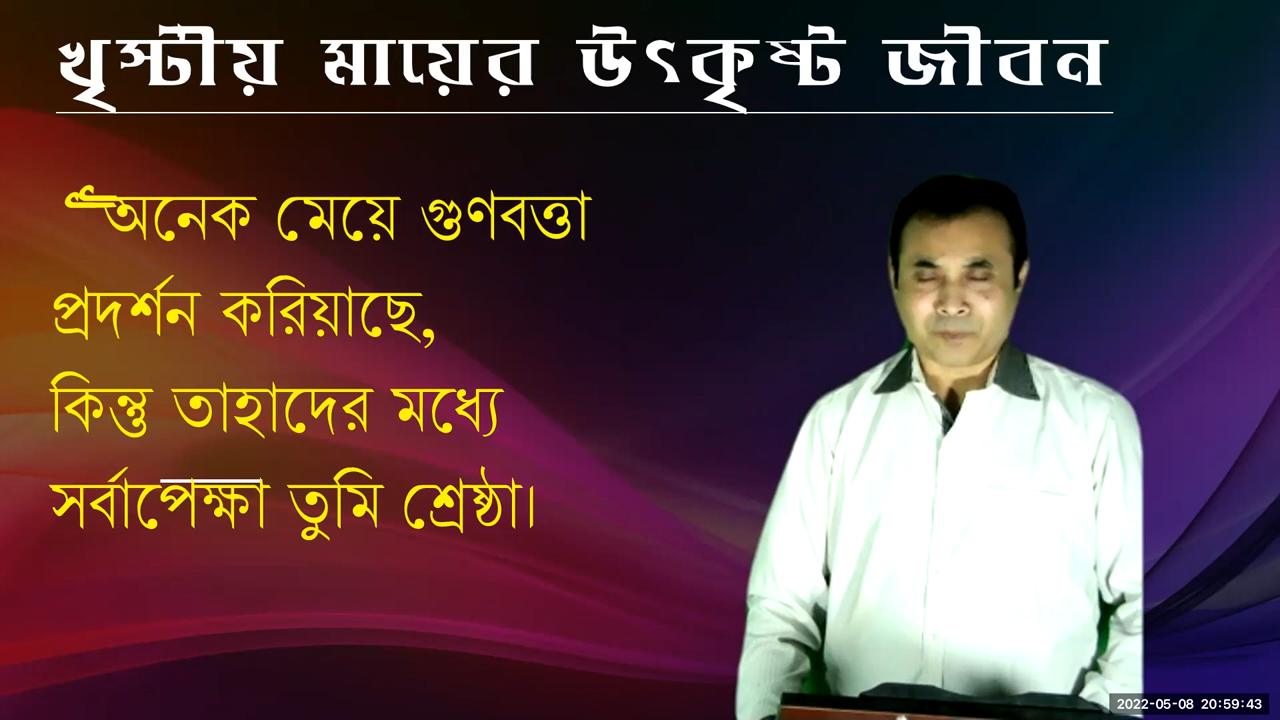 খৃস্টীয় মায়ের উৎকৃষ্ট জীবন
“অনেক মেয়ে গুণবত্তা
প্রদর্শন করিয়াছে,
কিন্তু তাহাদের মধ্যে
সর্বাপেক্ষা তুমি শ্রেষ্ঠা।
2022-05-08 20:59:43